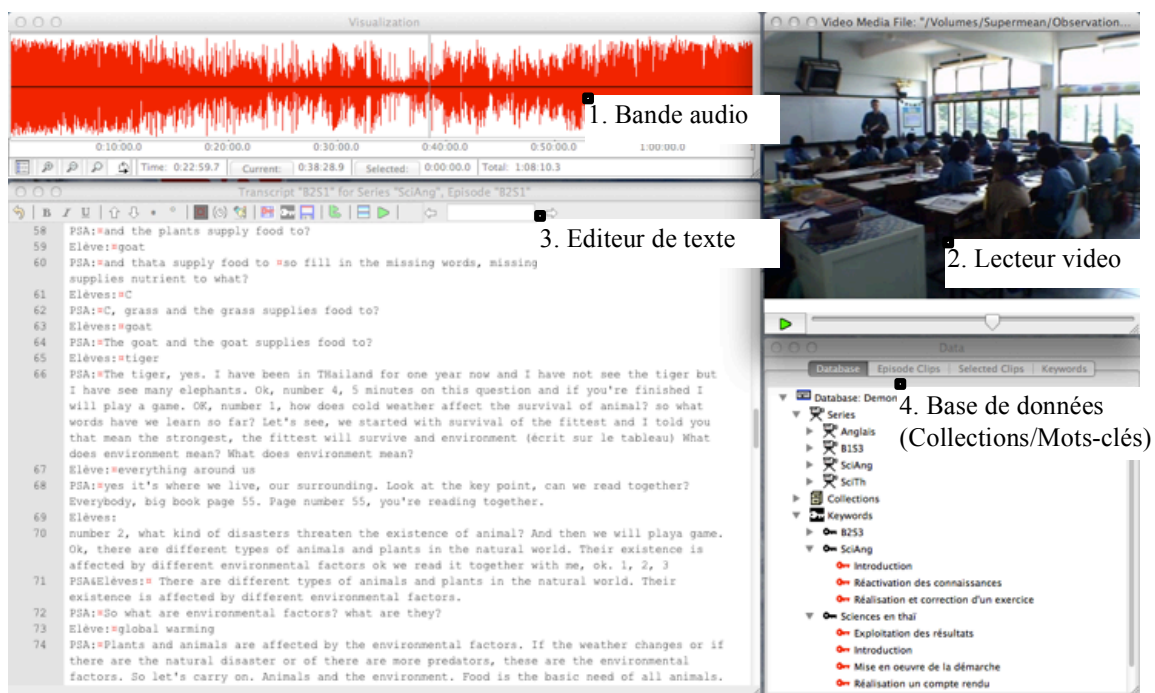 Visualization
1. Bande audio
0:10:00.0 0:20:00.0 0:30:00.0 0:40:00.0 0:50:00.0 1:00:00.0
Time: 0:22:59.7 Current: 0:38:28.9 Selected: 0:00:00.0 Total: 1:08:10.3
Video Media File: "/Volumes/Supermean/Observation...
2. Lecteur video
Transcript "B2S1" for Series "SciAng", Episode "B2S1"
B I U
3. Editeur de texte
58 PSA:¤and the plants supply food to?
59 Elève:¤goat
60 PSA:¤and thata supply food to ¤so fill in the missing words, missing
supplies nutrient to what?
61 Elèves:¤C
62 PSA:¤C, grass and the grass supplies food to?
63 Elèves:¤goat
64 PSA:¤The goat and the goat supplies food to?
65 Elèves:¤tiger
66 PSA:¤The tiger, yes. I have been in THailand for one year now and I have not see the tiger but
I have see many elephants. Ok, number 4, 5 minutes on this question and if you're finished I
will play a game. OK, number 1, how does cold weather affect the survival of animal? so what
words have we learn so far? Let's see, we started with survival of the fittest and I told you
that mean the strongest, the fittest will survive and environment (écrit sur le tableau) What
does environment mean? What does environment mean?
67 Elève:¤everything around us
68 PSA:¤yes it's where we live, our surrounding. Look at the key point, can we read together?
Everybody, big book page 55. Page number 55, you're reading together.
69 Elèves:
70 number 2, what kind of disasters threaten the existence of animal? And then we will playa game.
Ok, there are different types of animals and plants in the natural world. Their existence is
affected by different environmental factors ok we read it together with me, ok. 1, 2, 3
71 PSA&Elèves:¤ There are different types of animals and plants in the natural world. Their
existence is affected by different environmental factors.
72 PSA:¤So what are environmental factors? what are they?
73 Elève:¤global warming
74 PSA:¤Plants and animals are affected by the environmental factors. If the weather changes or if
there are the natural disaster or of there are more predators, these are the environmental
factors. So let's carry on. Animals and the environment. Food is the basic need of all animals.
Data
Database Episode Clips Selected Clips Keywords
Database: Demon
4. Base de données
(Collections/Mots-clés)
Series
Anglais
B1S3
SciAng
SciTh
Collections
Keywords
B2S3
SciAng
Introduction
Réactivation des connaissances
Réalisation et correction d'un exercice
Sciences en thaï
Exploitation des résultats
Introduction
Mise en oeuvre de la démarche
Réalisation un compte rendu